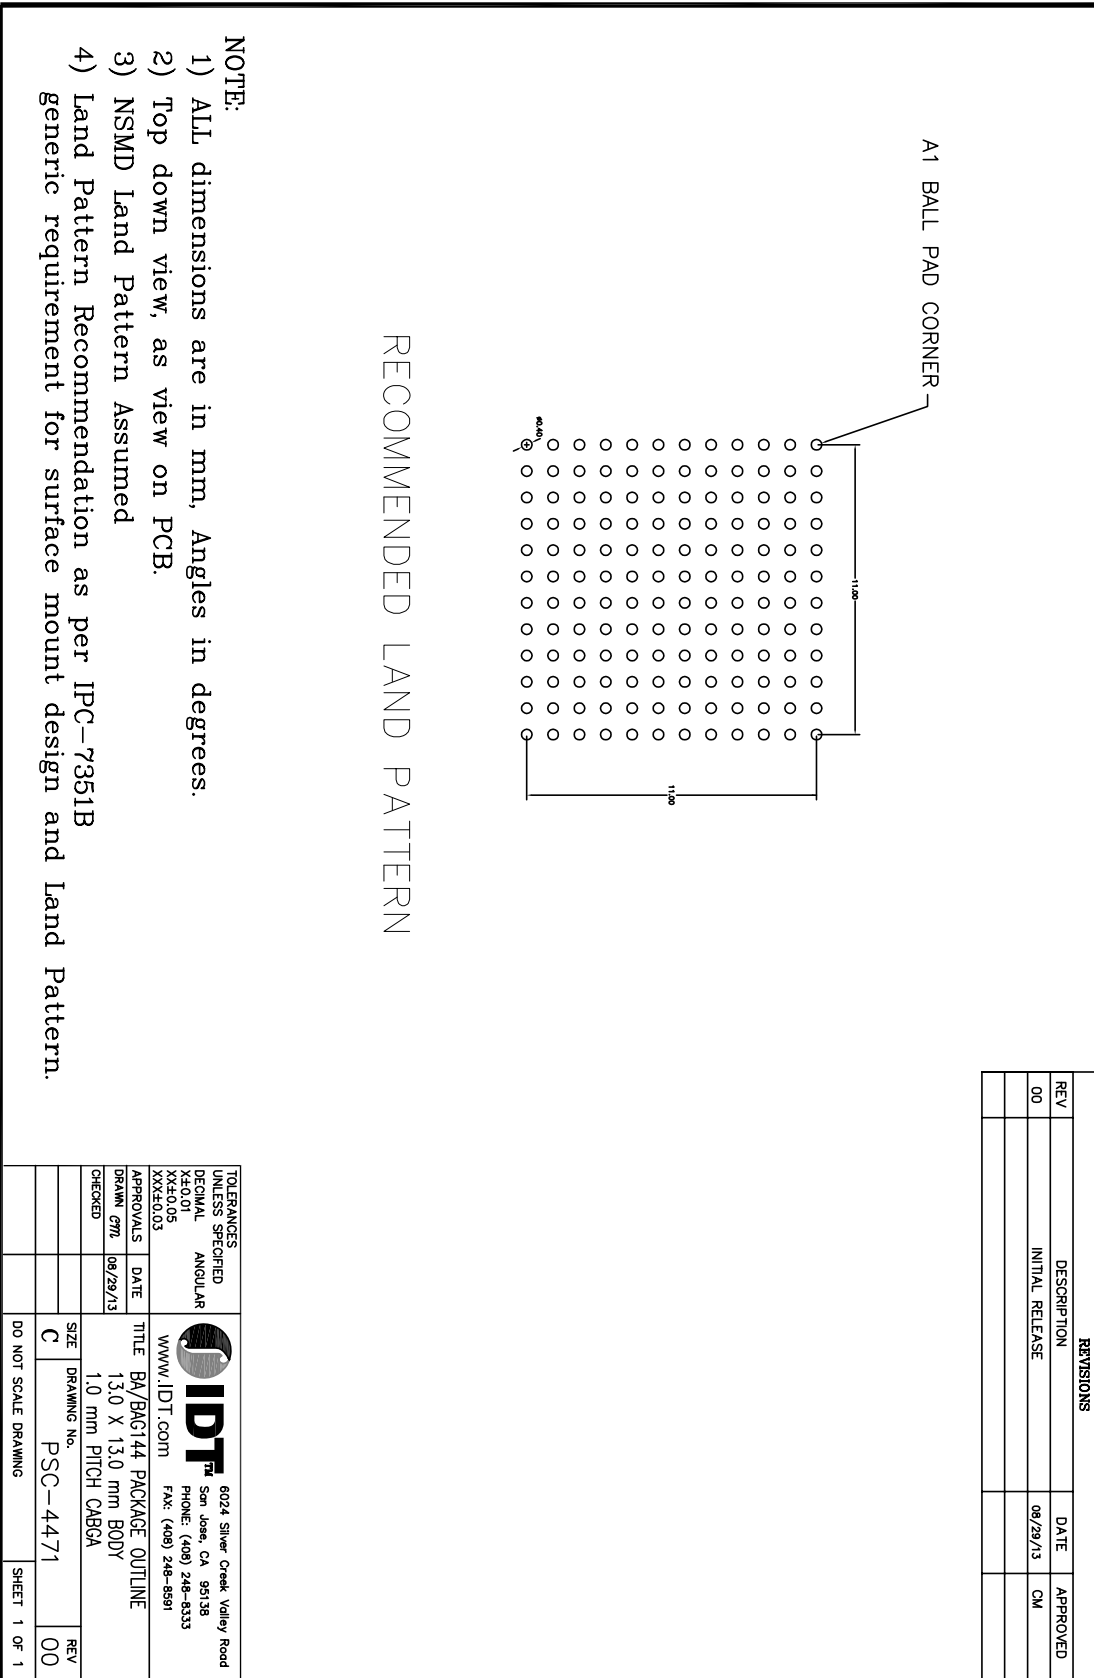 REVISIONS
REV DESCRIPTION DATE APPROVED
00 INITIAL RELEASE 08/29/13 CM
A1 BALL PAD CORNER
11.00
11.00
ø0.40
RECOMMENDED LAND PATTERN
NOTE:
1) ALL dimensions are in mm, Angles in degrees.
2) Top down view, as view on PCB.
3) NSMD Land Pattern Assumed
4) Land Pattern Recommendation as per IPC-7351B
generic requirement for surface mount design and Land Pattern.
TOLERANCES
UNLESS SPECIFIED
DECIMAL ANGULAR
X±0.01
XX±0.05
XXX±0.03
APPROVALS DATE
DRAWN CM 08/29/13
CHECKED
IDT™
www.IDT.com
6024 Silver Creek Valley Road
San Jose, CA 95138
PHONE: (408) 248-8333
FAX: (408) 248-8591
TITLE BA/BAG144 PACKAGE OUTLINE
13.0 X 13.0 mm BODY
1.0 mm PITCH CABGA
SIZE DRAWING No. REV
C PSC-4471 00
DO NOT SCALE DRAWING SHEET 1 OF 1